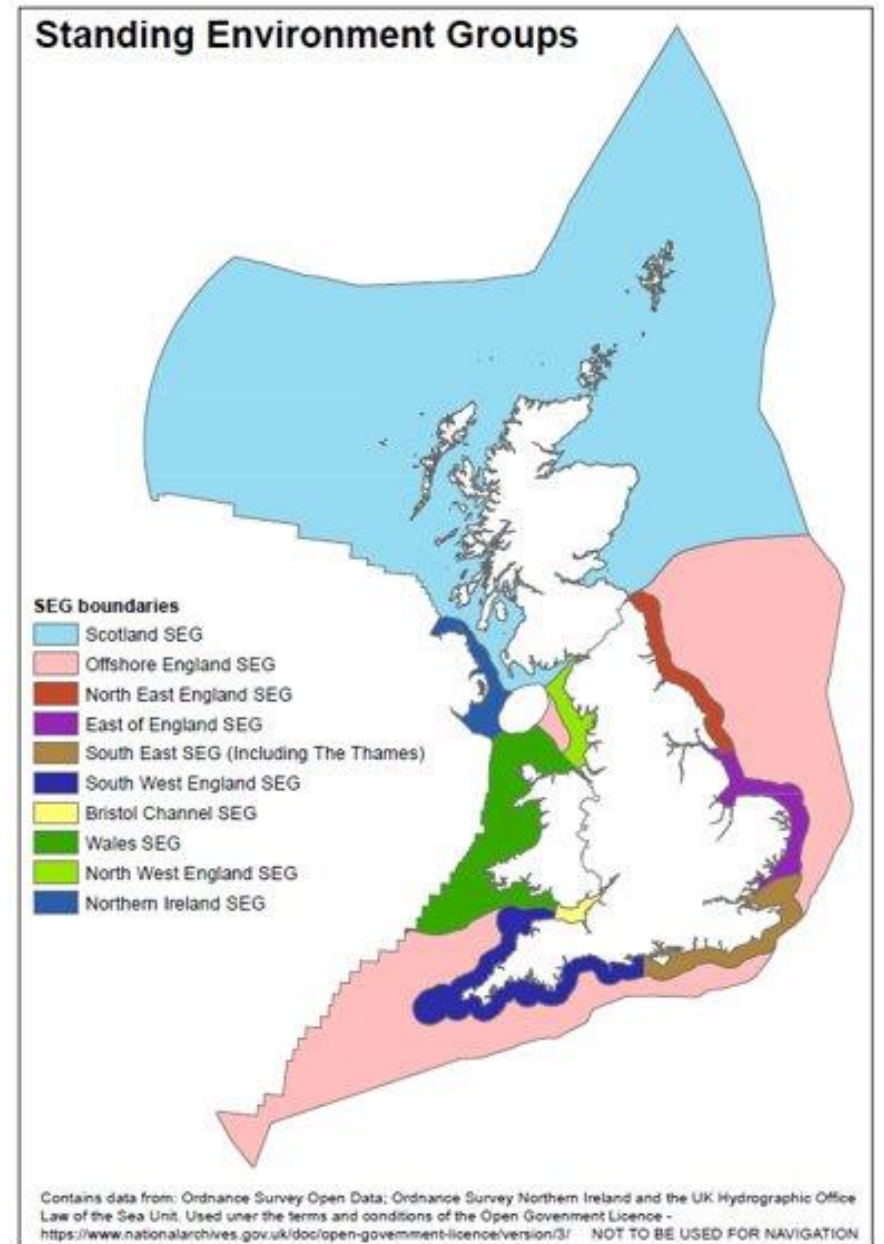 Standing Environment Groups
SEG boundaries
Scotland SEG
Offshore England SEG
North East England SEG
East of England SEG
South East SEG (Including The Thames)
South West England SEG
Bristol Channel SEG
Wales SEG
North West England SEG
Northern Ireland SEG
Contains data from: Ordnance Survey Open Data; Ordnance Survey Northern Ireland and the UK Hydrographic Office
Law of the Sea Unit. Used uner the terms and conditions of the Open Govenment Licence -
https://www.nationalarchives.gov.uk/doc/open-government-licence/version/3/ NOT TO BE USED FOR NAVIGATION